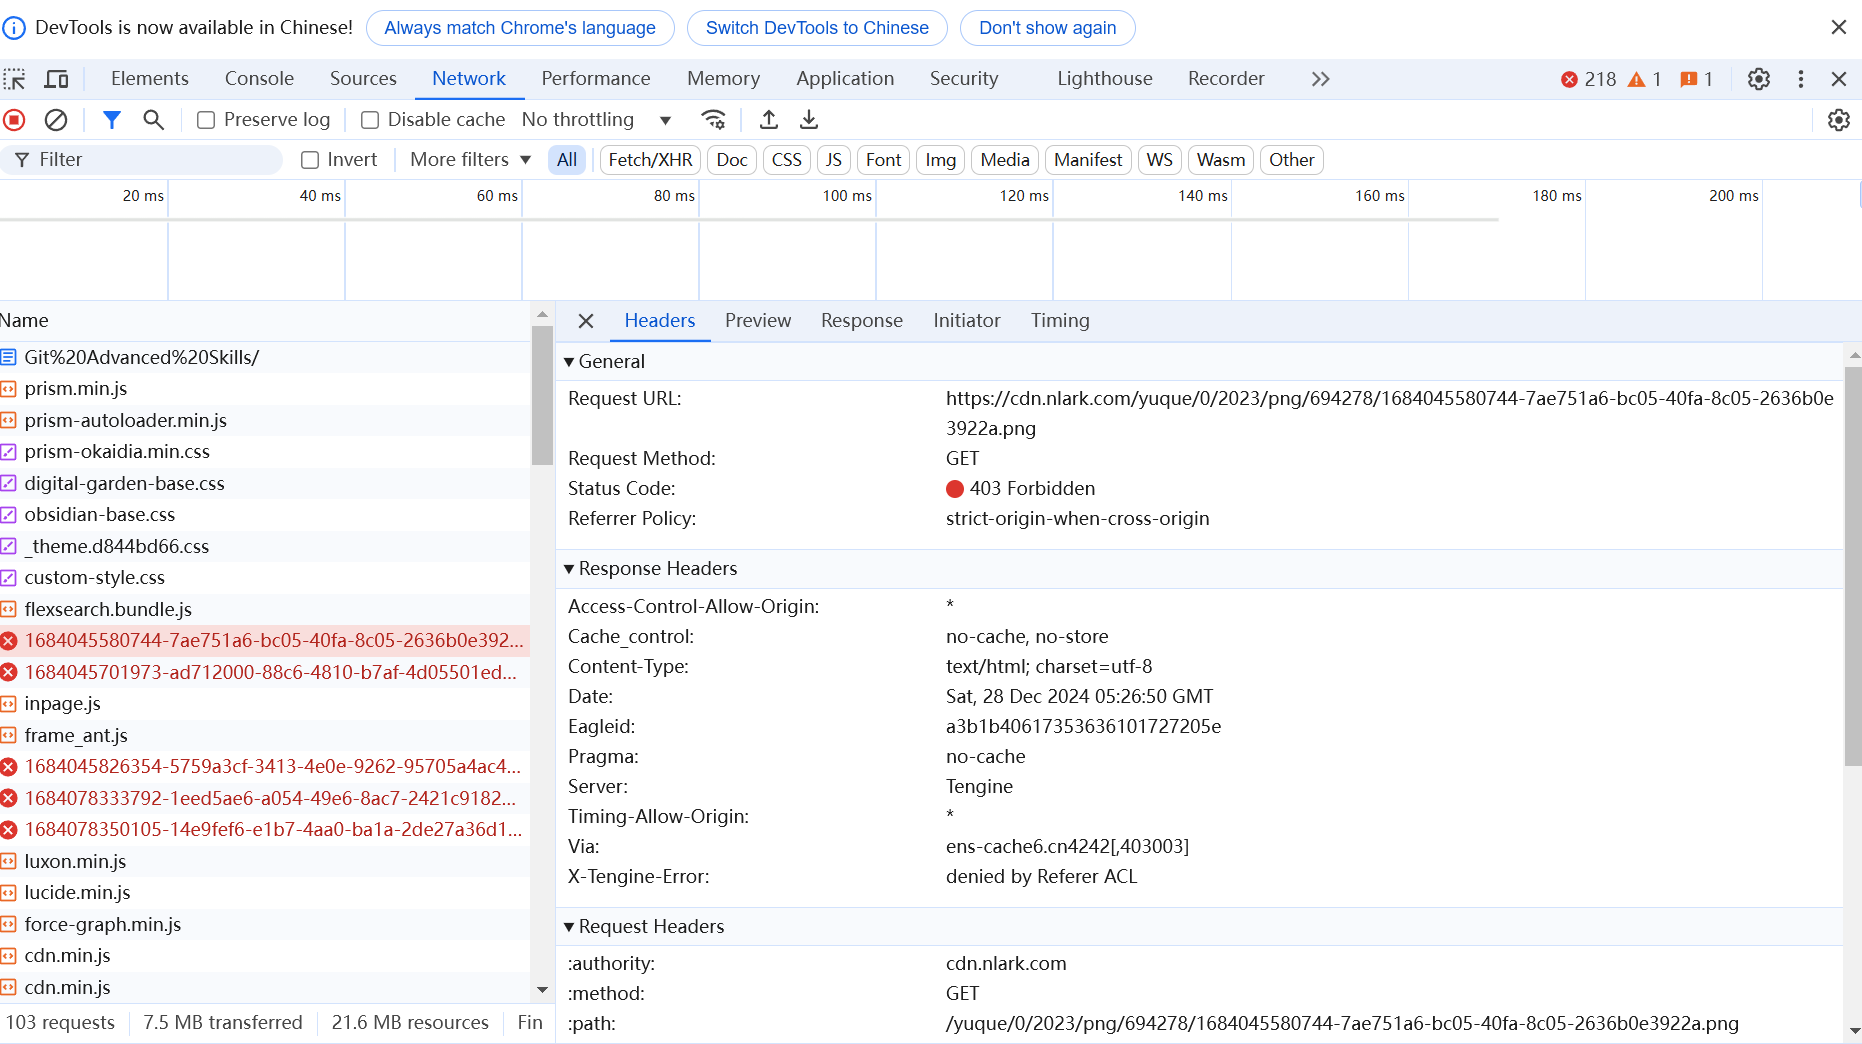 DevTools is now available in Chinese! Always match Chrome's language Switch DevTools to Chinese Don't show again
Elements Console Sources Network Performance Memory Application Security Lighthouse Recorder 218 1 1
Preserve log Disable cache No throttling
Filter Invert More filters All Fetch/XHR Doc CSS JS Font Img Media Manifest WS Wasm Other
20 ms 40 ms 60 ms 80 ms 100 ms 120 ms 140 ms 160 ms 180 ms 200 ms
Name
Git%20Advanced%20Skills/
prism.min.js
prism-autoloader.min.js
prism-okaidia.min.css
digital-garden-base.css
obsidian-base.css
_theme.d844bd66.css
custom-style.css
flexsearch.bundle.js
1684045580744-7ae751a6-bc05-40fa-8c05-2636b0e392...
1684045701973-ad712000-88c6-4810-b7af-4d05501ed...
inpage.js
frame_ant.js
1684045826354-5759a3cf-3413-4e0e-9262-95705a4ac4...
1684078333792-1eed5ae6-a054-49e6-8ac7-2421c9182...
1684078350105-14e9fef6-e1b7-4aa0-ba1a-2de27a36d1...
luxon.min.js
lucide.min.js
force-graph.min.js
cdn.min.js
cdn.min.js
103 requests 7.5 MB transferred 21.6 MB resources Fin
Headers Preview Response Initiator Timing
General
Request URL: https://cdn.nlark.com/yuque/0/2023/png/694278/1684045580744-7ae751a6-bc05-40fa-8c05-2636b0e
3922a.png
Request Method: GET
Status Code: 403 Forbidden
Referrer Policy: strict-origin-when-cross-origin
Response Headers
Access-Control-Allow-Origin: *
Cache_control: no-cache, no-store
Content-Type: text/html; charset=utf-8
Date: Sat, 28 Dec 2024 05:26:50 GMT
Eagleid: a3b1b40617353636101727205e
Pragma: no-cache
Server: Tengine
Timing-Allow-Origin: *
Via: ens-cache6.cn4242[,403003]
X-Tengine-Error: denied by Referer ACL
Request Headers
:authority: cdn.nlark.com
:method: GET
:path: /yuque/0/2023/png/694278/1684045580744-7ae751a6-bc05-40fa-8c05-2636b0e3922a.png